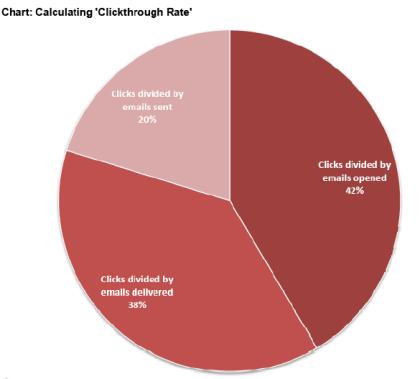 Chart: Calculating 'Clickthrough Rate'
Clicks divided by
emails sent
20%
Clicks divided by
emails opened
42%
Clicks divided by
emails delivered
38%